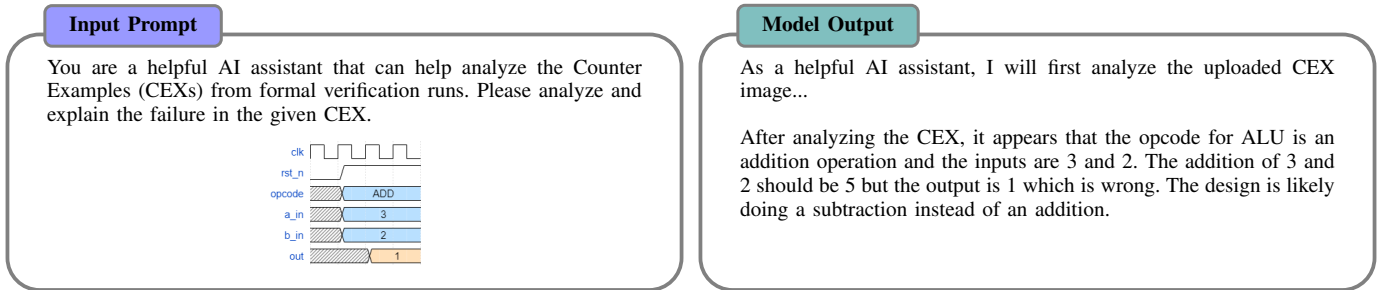 Input Prompt
You are a helpful AI assistant that can help analyze the Counter
Examples (CEXs) from formal verification runs. Please analyze and
explain the failure in the given CEX.
clk
rst_n
opcode ADD
a_in 3
b_in 2
out 1
Model Output
As a helpful AI assistant, I will first analyze the uploaded CEX
image...
After analyzing the CEX, it appears that the opcode for ALU is an
addition operation and the inputs are 3 and 2. The addition of 3 and
2 should be 5 but the output is 1 which is wrong. The design is likely
doing a subtraction instead of an addition.